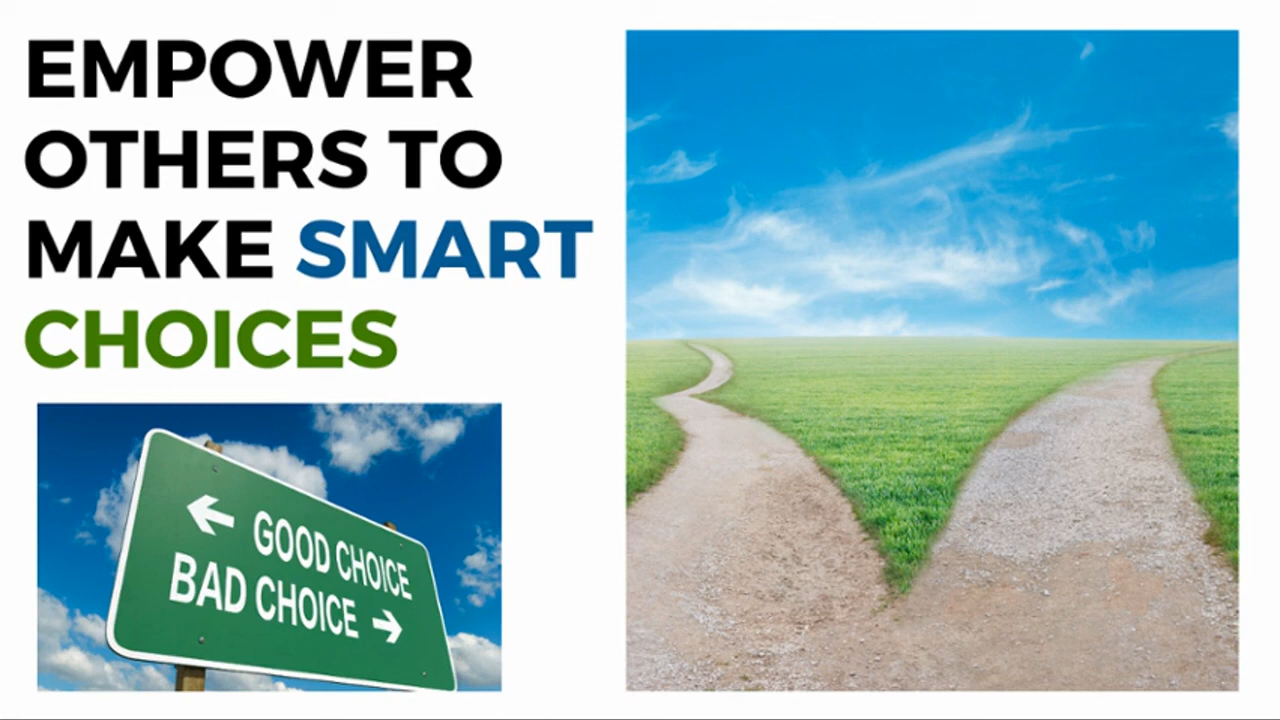 EMPOWER
OTHERS TO
MAKE SMART
CHOICES
← GOOD CHOICE
BAD CHOICE →